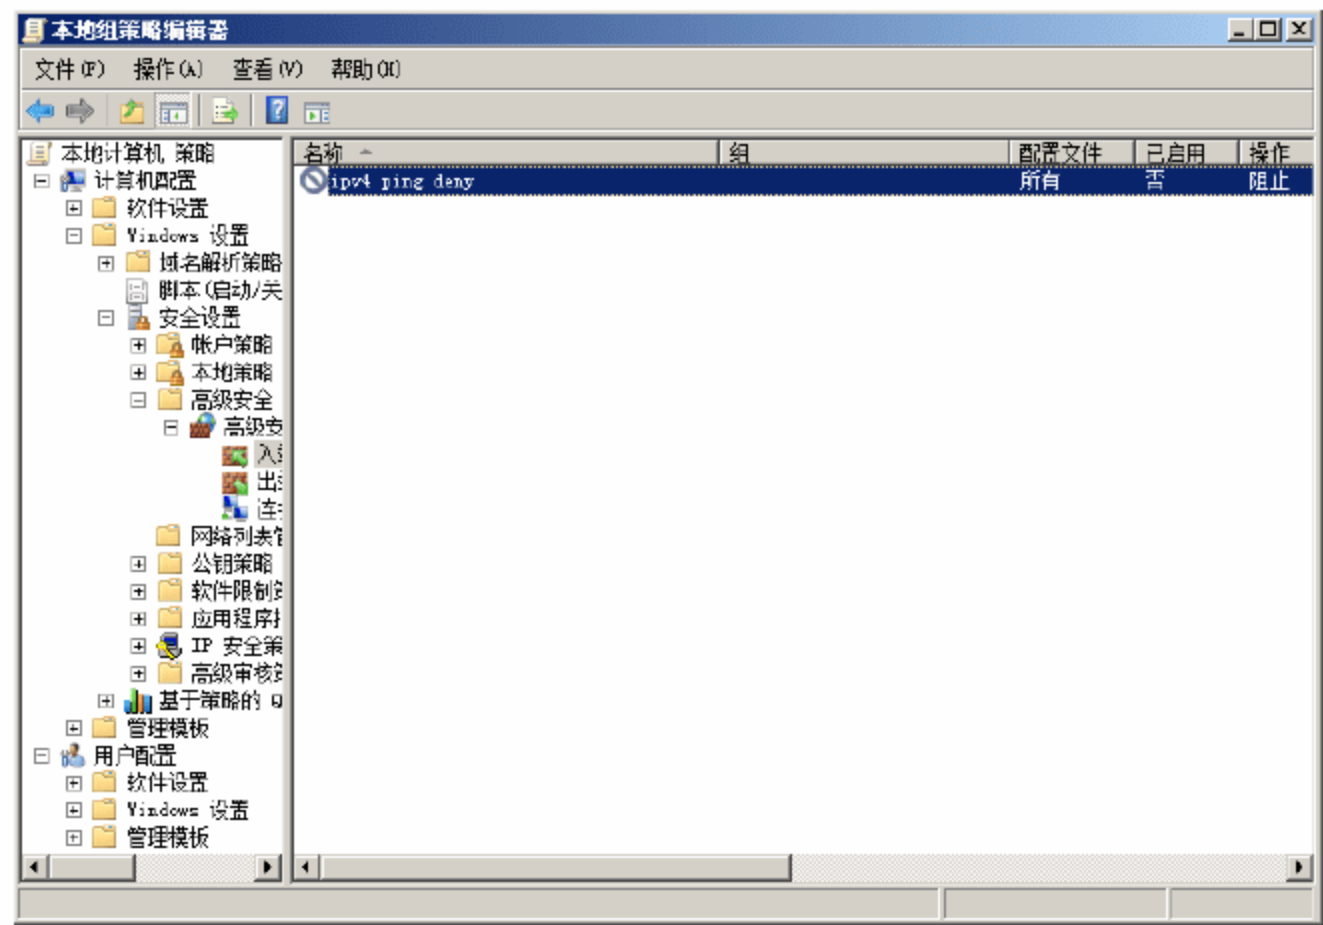 本地组策略编辑器
文件(F) 操作(A) 查看(V) 帮助(H)
本地计算机 策略
计算机配置
软件设置
Windows 设置
域名解析策略
脚本(启动/关
安全设置
帐户策略
本地策略
高级安全
高级安
入
出
连
网络列表
公钥策略
软件限制
应用程序
IP 安全策
高级审核
基于策略的 Q
管理模板
用户配置
软件设置
Windows 设置
管理模板
名称 组 配置文件 已启用 操作
ipv4 ping deny 所有 否 阻止